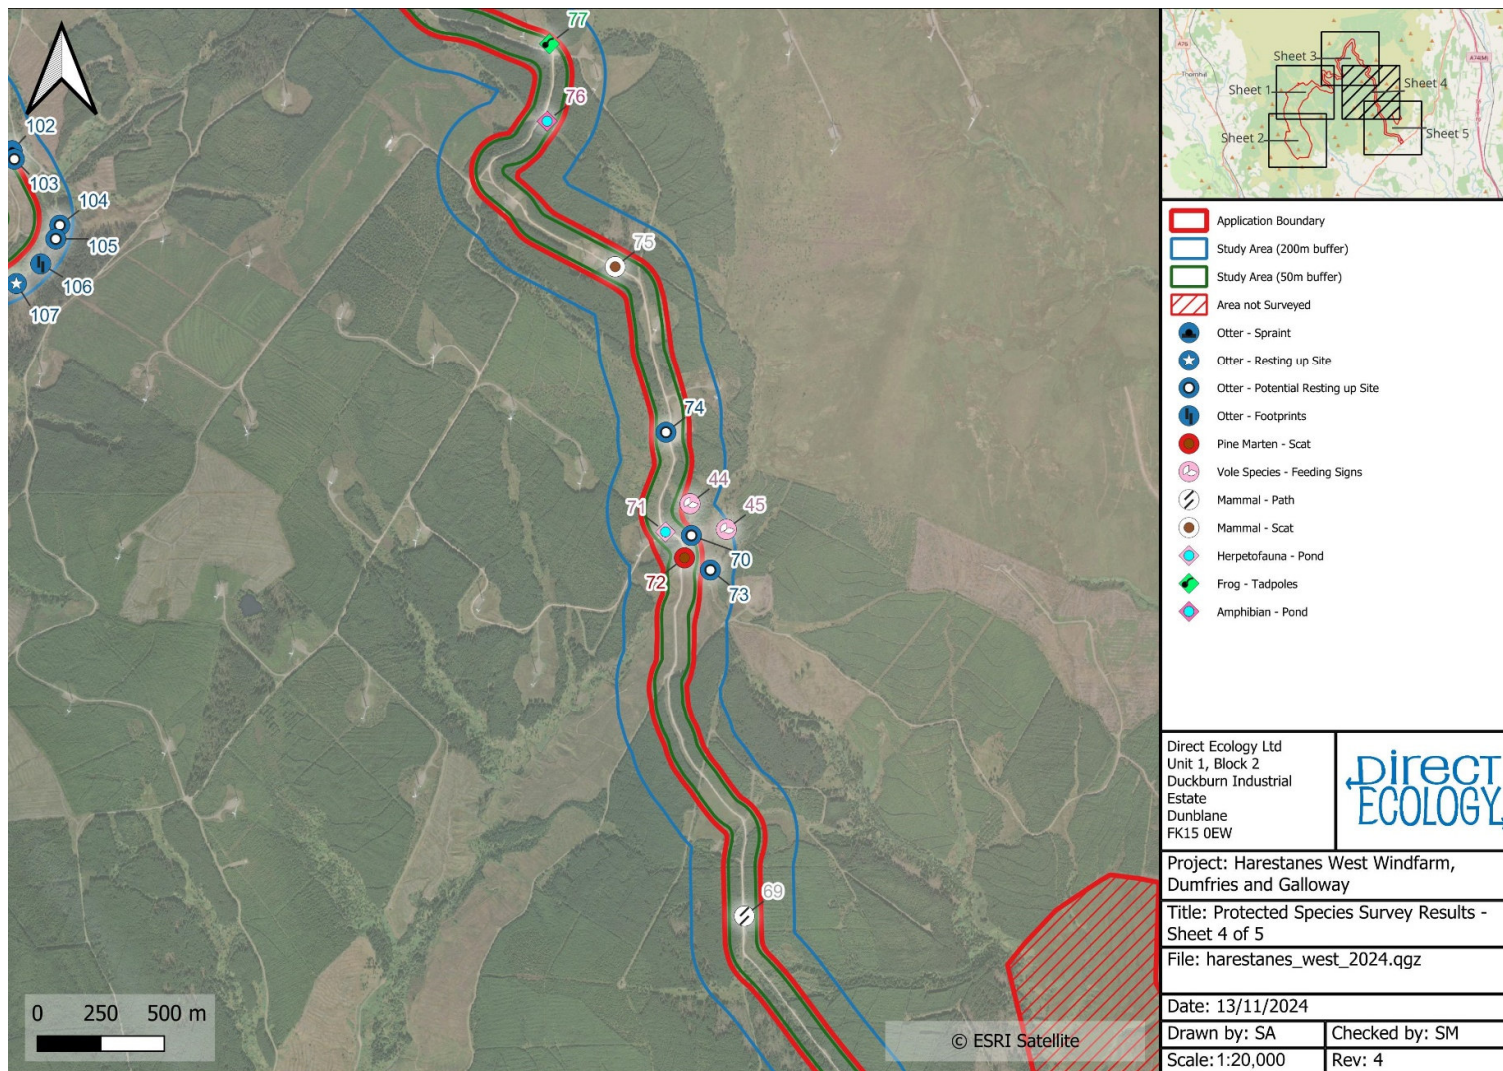 77
76
102
103
104
105
106
107
75
74
44
45
71
70
72
73
69
0 250 500 m
© ESRI Satellite
A76
Thornhill
A74(M)
Sheet 3
Sheet 1
Sheet 4
Sheet 2
Sheet 5
Application Boundary
Study Area (200m buffer)
Study Area (50m buffer)
Area not Surveyed
Otter - Spraint
Otter - Resting up Site
Otter - Potential Resting up Site
Otter - Footprints
Pine Marten - Scat
Vole Species - Feeding Signs
Mammal - Path
Mammal - Scat
Herpetofauna - Pond
Frog - Tadpoles
Amphibian - Pond
Direct Ecology Ltd
Unit 1, Block 2
Duckburn Industrial
Estate
Dunblane
FK15 0EW
DIRECT
ECOLOGY
Project: Harestanes West Windfarm,
Dumfries and Galloway
Title: Protected Species Survey Results -
Sheet 4 of 5
File: harestanes_west_2024.qgz
Date: 13/11/2024
Drawn by: SA
Checked by: SM
Scale:1:20,000
Rev: 4